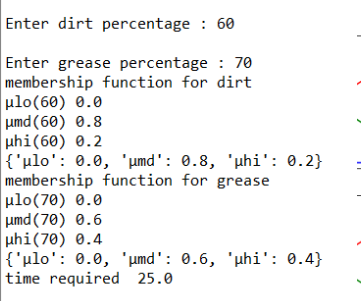 Enter dirt percentage : 60
Enter grease percentage : 70
membership function for dirt
μlo(60) 0.0
μmd(60) 0.8
μhi(60) 0.2
{'μlo': 0.0, 'μmd': 0.8, 'μhi': 0.2}
membership function for grease
μlo(70) 0.0
μmd(70) 0.6
μhi(70) 0.4
{'μlo': 0.0, 'μmd': 0.6, 'μhi': 0.4}
time required  25.0